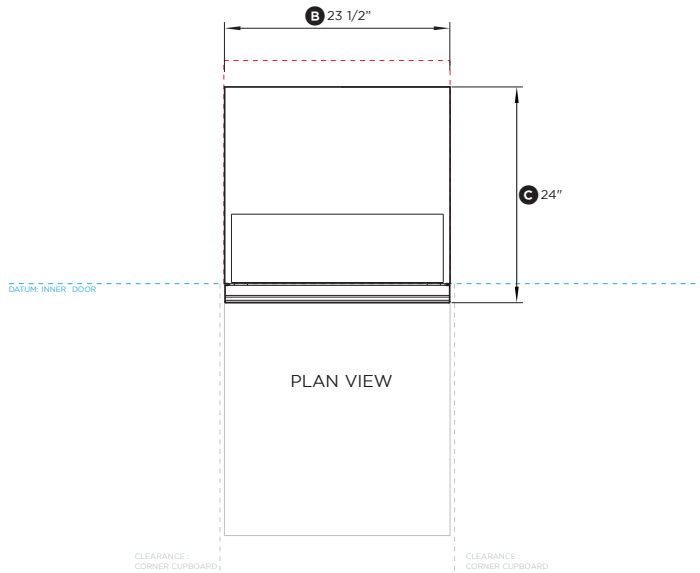 B 23 1/2”
C 24”
DATUM: INNER DOOR
PLAN VIEW
CLEARANCE :
CORNER CUPBOARD
CLEARANCE :
CORNER CUPBOARD